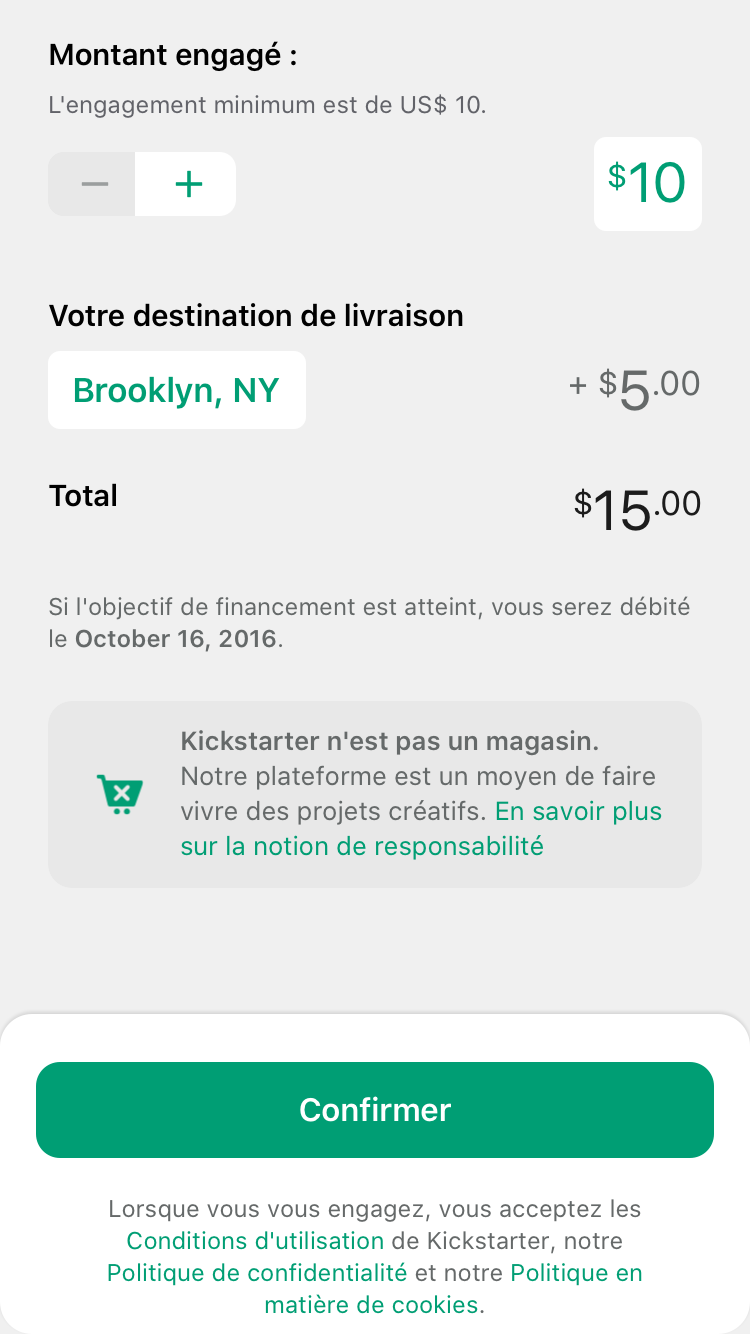 Montant engagé :
L'engagement minimum est de US$ 10.
− +
$10
Votre destination de livraison
Brooklyn, NY
+ $5.00
Total
$15.00
Si l'objectif de financement est atteint, vous serez débité
le October 16, 2016.
Kickstarter n'est pas un magasin.
Notre plateforme est un moyen de faire
vivre des projets créatifs. En savoir plus
sur la notion de responsabilité
Confirmer
Lorsque vous vous engagez, vous acceptez les
Conditions d'utilisation de Kickstarter, notre
Politique de confidentialité et notre Politique en
matière de cookies.